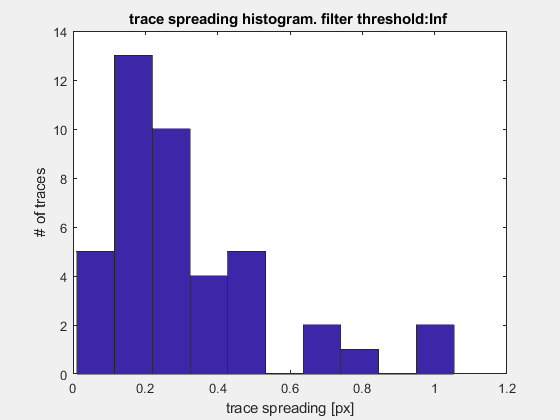 trace spreading histogram. filter threshold:Inf
14
12
10
8
6
4
2
0
# of traces
0 0.2 0.4 0.6 0.8 1 1.2
trace spreading [px]